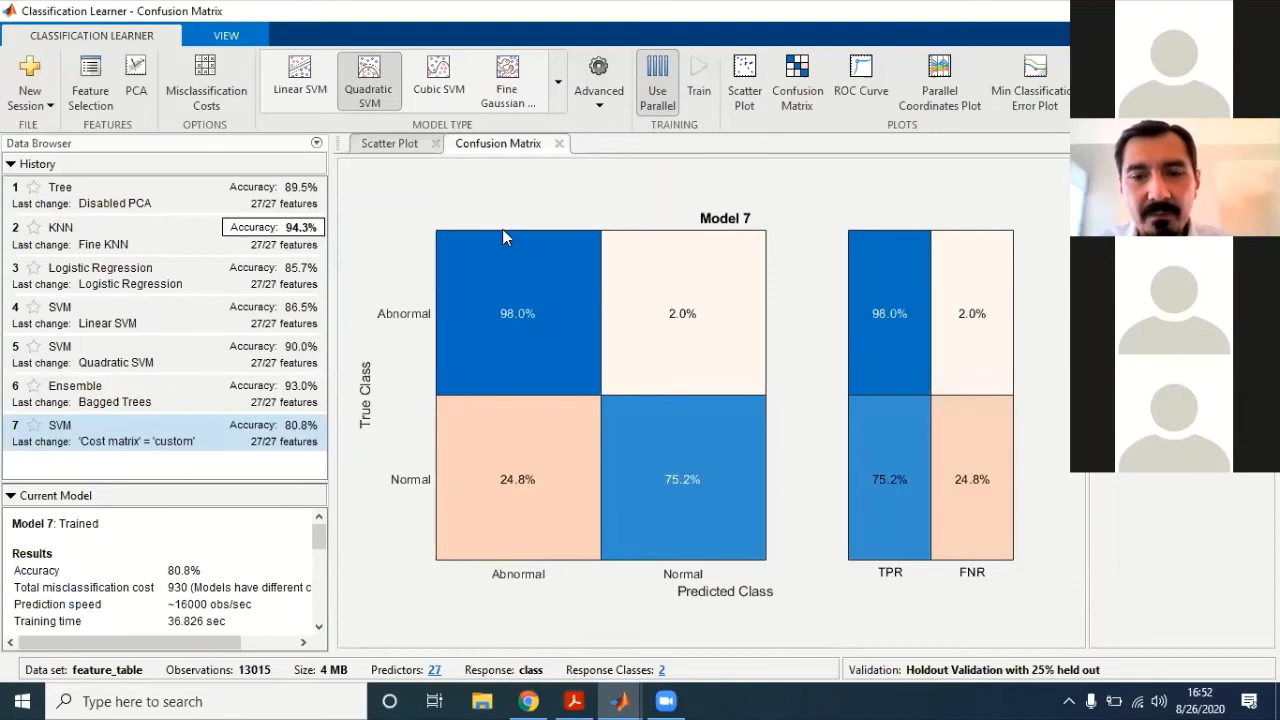 Classification Learner - Confusion Matrix
CLASSIFICATION LEARNER
VIEW
New Session
Feature Selection
PCA
Misclassification Costs
Linear SVM
Quadratic SVM
Cubic SVM
Fine Gaussian ...
Advanced
Use Parallel
Train
Scatter Plot
Confusion Matrix
ROC Curve
Parallel Coordinates Plot
Min Classification Error Plot
FILE
FEATURES
OPTIONS
MODEL TYPE
TRAINING
PLOTS
Data Browser
Scatter Plot
Confusion Matrix
History
1 Tree Accuracy: 89.5%
Last change: Disabled PCA 27/27 features
2 KNN Accuracy: 94.3%
Last change: Fine KNN 27/27 features
3 Logistic Regression Accuracy: 85.7%
Last change: Logistic Regression 27/27 features
4 SVM Accuracy: 86.5%
Last change: Linear SVM 27/27 features
5 SVM Accuracy: 90.0%
Last change: Quadratic SVM 27/27 features
6 Ensemble Accuracy: 93.0%
Last change: Bagged Trees 27/27 features
7 SVM Accuracy: 80.8%
Last change: 'Cost matrix' = 'custom' 27/27 features
Current Model
Model 7: Trained
Results
Accuracy 80.8%
Total misclassification cost 930 (Models have different c
Prediction speed ~16000 obs/sec
Training time 36.826 sec
Model 7
True Class
Abnormal 98.0% 2.0% 98.0% 2.0%
Normal 24.8% 75.2% 75.2% 24.8%
Abnormal Normal TPR FNR
Predicted Class
Data set: feature_table Observations: 13015 Size: 4 MB Predictors: 27 Response: class Response Classes: 2 Validation: Holdout Validation with 25% held out
Type here to search
16:52
8/26/2020